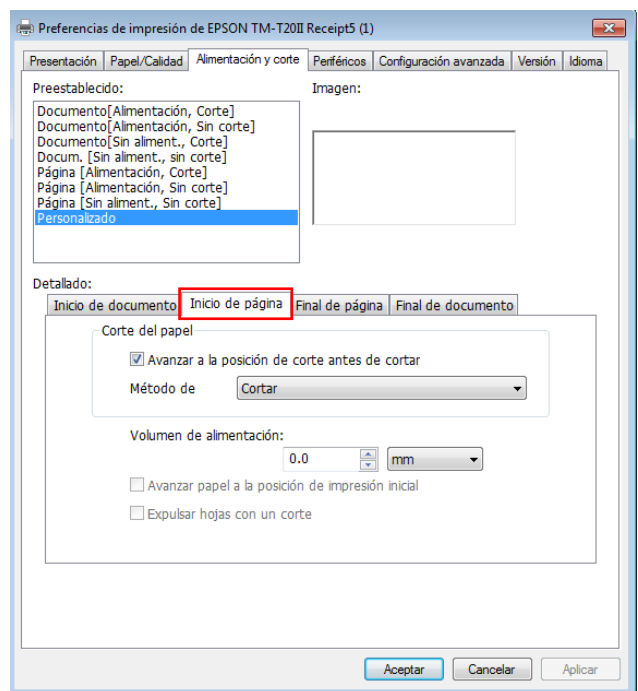 Preferencias de impresión de EPSON TM-T20II Receipt5 (1)
Presentación Papel/Calidad Alimentación y corte Periféricos Configuración avanzada Versión Idioma
Preestablecido: Imagen:
Documento[Alimentación, Corte]
Documento[Alimentación, Sin corte]
Documento[Sin aliment., Corte]
Docum. [Sin aliment., sin corte]
Página [Alimentación, Corte]
Página [Alimentación, Sin corte]
Página [Sin aliment., Sin corte]
Personalizado
Detallado:
Inicio de documento Inicio de página Final de página Final de documento
Corte del papel
Avanzar a la posición de corte antes de cortar
Método de Cortar
Volumen de alimentación:
0.0 mm
Avanzar papel a la posición de impresión inicial
Expulsar hojas con un corte
Aceptar Cancelar Aplicar